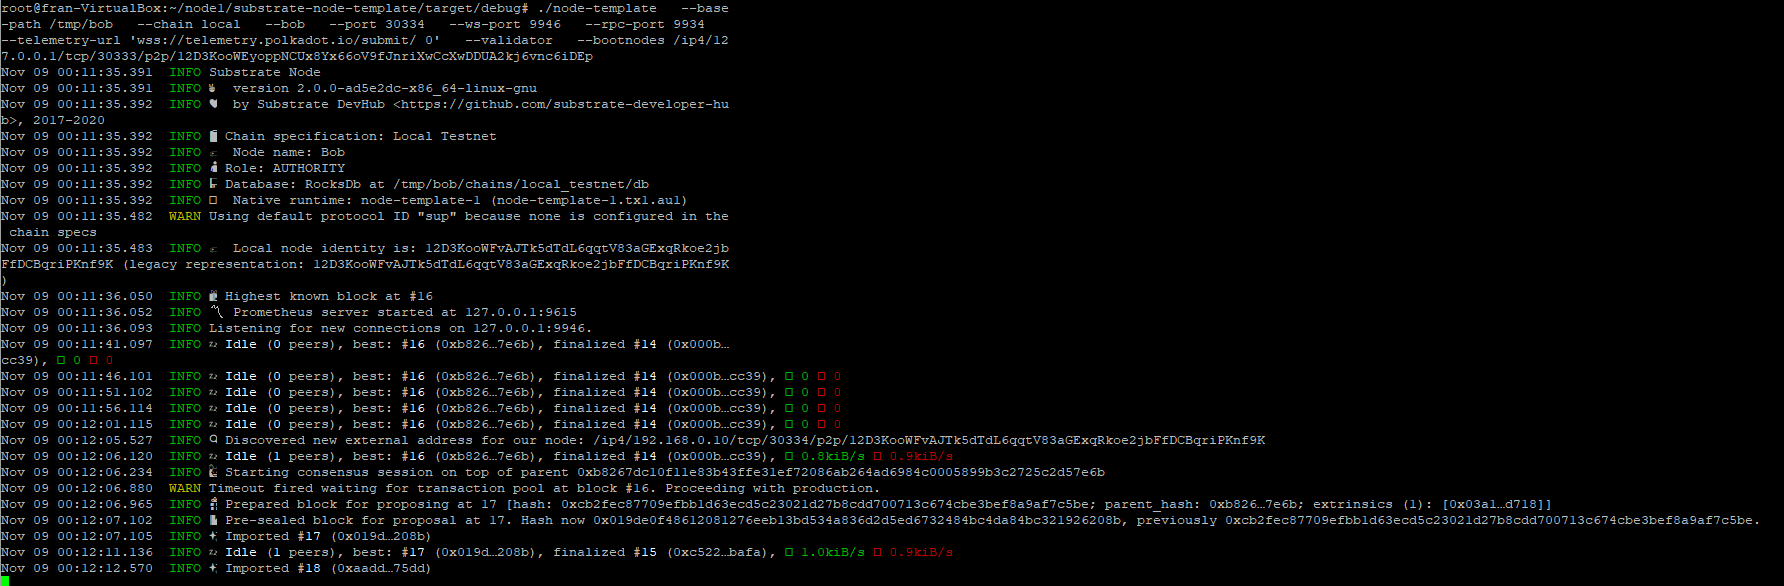 root@fran-VirtualBox:~/node1/substrate-node-template/target/debug# ./node-template   --base
-path /tmp/bob   --chain local   --bob   --port 30334   --ws-port 9946   --rpc-port 9934
--telemetry-url 'wss://telemetry.polkadot.io/submit/ 0'   --validator   --bootnodes /ip4/12
7.0.0.1/tcp/30333/p2p/12D3KooWEyoppNCUx8Yx66oV9fJnriXwCcXwDDUA2kj6vnc6iDEp
Nov 09 00:11:35.391  INFO Substrate Node
Nov 09 00:11:35.391  INFO   version 2.0.0-ad5e2dc-x86_64-linux-gnu
Nov 09 00:11:35.392  INFO ♥  by Substrate DevHub <https://github.com/substrate-developer-hu
b>, 2017-2020
Nov 09 00:11:35.392  INFO Chain specification: Local Testnet
Nov 09 00:11:35.392  INFO   Node name: Bob
Nov 09 00:11:35.392  INFO Role: AUTHORITY
Nov 09 00:11:35.392  INFO Database: RocksDb at /tmp/bob/chains/local_testnet/db
Nov 09 00:11:35.392  INFO   Native runtime: node-template-1 (node-template-1.tx1.au1)
Nov 09 00:11:35.482  WARN Using default protocol ID "sup" because none is configured in the
 chain specs
Nov 09 00:11:35.483  INFO   Local node identity is: 12D3KooWFvAJTk5dTdL6qqtV83aGExqRkoe2jb
FfDCBqriPKnf9K (legacy representation: 12D3KooWFvAJTk5dTdL6qqtV83aGExqRkoe2jbFfDCBqriPKnf9K
)
Nov 09 00:11:36.050  INFO Highest known block at #16
Nov 09 00:11:36.052  INFO   Prometheus server started at 127.0.0.1:9615
Nov 09 00:11:36.093  INFO Listening for new connections on 127.0.0.1:9946.
Nov 09 00:11:41.097  INFO 💤 Idle (0 peers), best: #16 (0xb826…7e6b), finalized #14 (0x000b…
cc39), □ 0 □ 0
Nov 09 00:11:46.101  INFO 💤 Idle (0 peers), best: #16 (0xb826…7e6b), finalized #14 (0x000b…cc39), □ 0 □ 0
Nov 09 00:11:51.102  INFO 💤 Idle (0 peers), best: #16 (0xb826…7e6b), finalized #14 (0x000b…cc39), □ 0 □ 0
Nov 09 00:11:56.114  INFO 💤 Idle (0 peers), best: #16 (0xb826…7e6b), finalized #14 (0x000b…cc39), □ 0 □ 0
Nov 09 00:12:01.115  INFO 💤 Idle (0 peers), best: #16 (0xb826…7e6b), finalized #14 (0x000b…cc39), □ 0 □ 0
Nov 09 00:12:05.527  INFO 🔍 Discovered new external address for our node: /ip4/192.168.0.10/tcp/30334/p2p/12D3KooWFvAJTk5dTdL6qqtV83aGExqRkoe2jbFfDCBqriPKnf9K
Nov 09 00:12:06.120  INFO 💤 Idle (1 peers), best: #16 (0xb826…7e6b), finalized #14 (0x000b…cc39), □ 0.8kiB/s □ 0.9kiB/s
Nov 09 00:12:06.234  INFO Starting consensus session on top of parent 0xb8267dc10f11e83b43ffe31ef72086ab264ad6984c0005899b3c2725c2d57e6b
Nov 09 00:12:06.880  WARN Timeout fired waiting for transaction pool at block #16. Proceeding with production.
Nov 09 00:12:06.965  INFO Prepared block for proposing at 17 [hash: 0xcb2fec87709efbb1d63ecd5c23021d27b8cdd700713c674cbe3bef8a9af7c5be; parent_hash: 0xb826…7e6b; extrinsics (1): [0x03a1…d718]]
Nov 09 00:12:07.102  INFO Pre-sealed block for proposal at 17. Hash now 0x019de0f48612081276eeb13bd534a836d2d5ed6732484bc4da84bc321926208b, previously 0xcb2fec87709efbb1d63ecd5c23021d27b8cdd700713c674cbe3bef8a9af7c5be.
Nov 09 00:12:07.105  INFO ✨ Imported #17 (0x019d…208b)
Nov 09 00:12:11.136  INFO 💤 Idle (1 peers), best: #17 (0x019d…208b), finalized #15 (0xc522…bafa), □ 1.0kiB/s □ 0.9kiB/s
Nov 09 00:12:12.570  INFO ✨ Imported #18 (0xaadd…75dd)